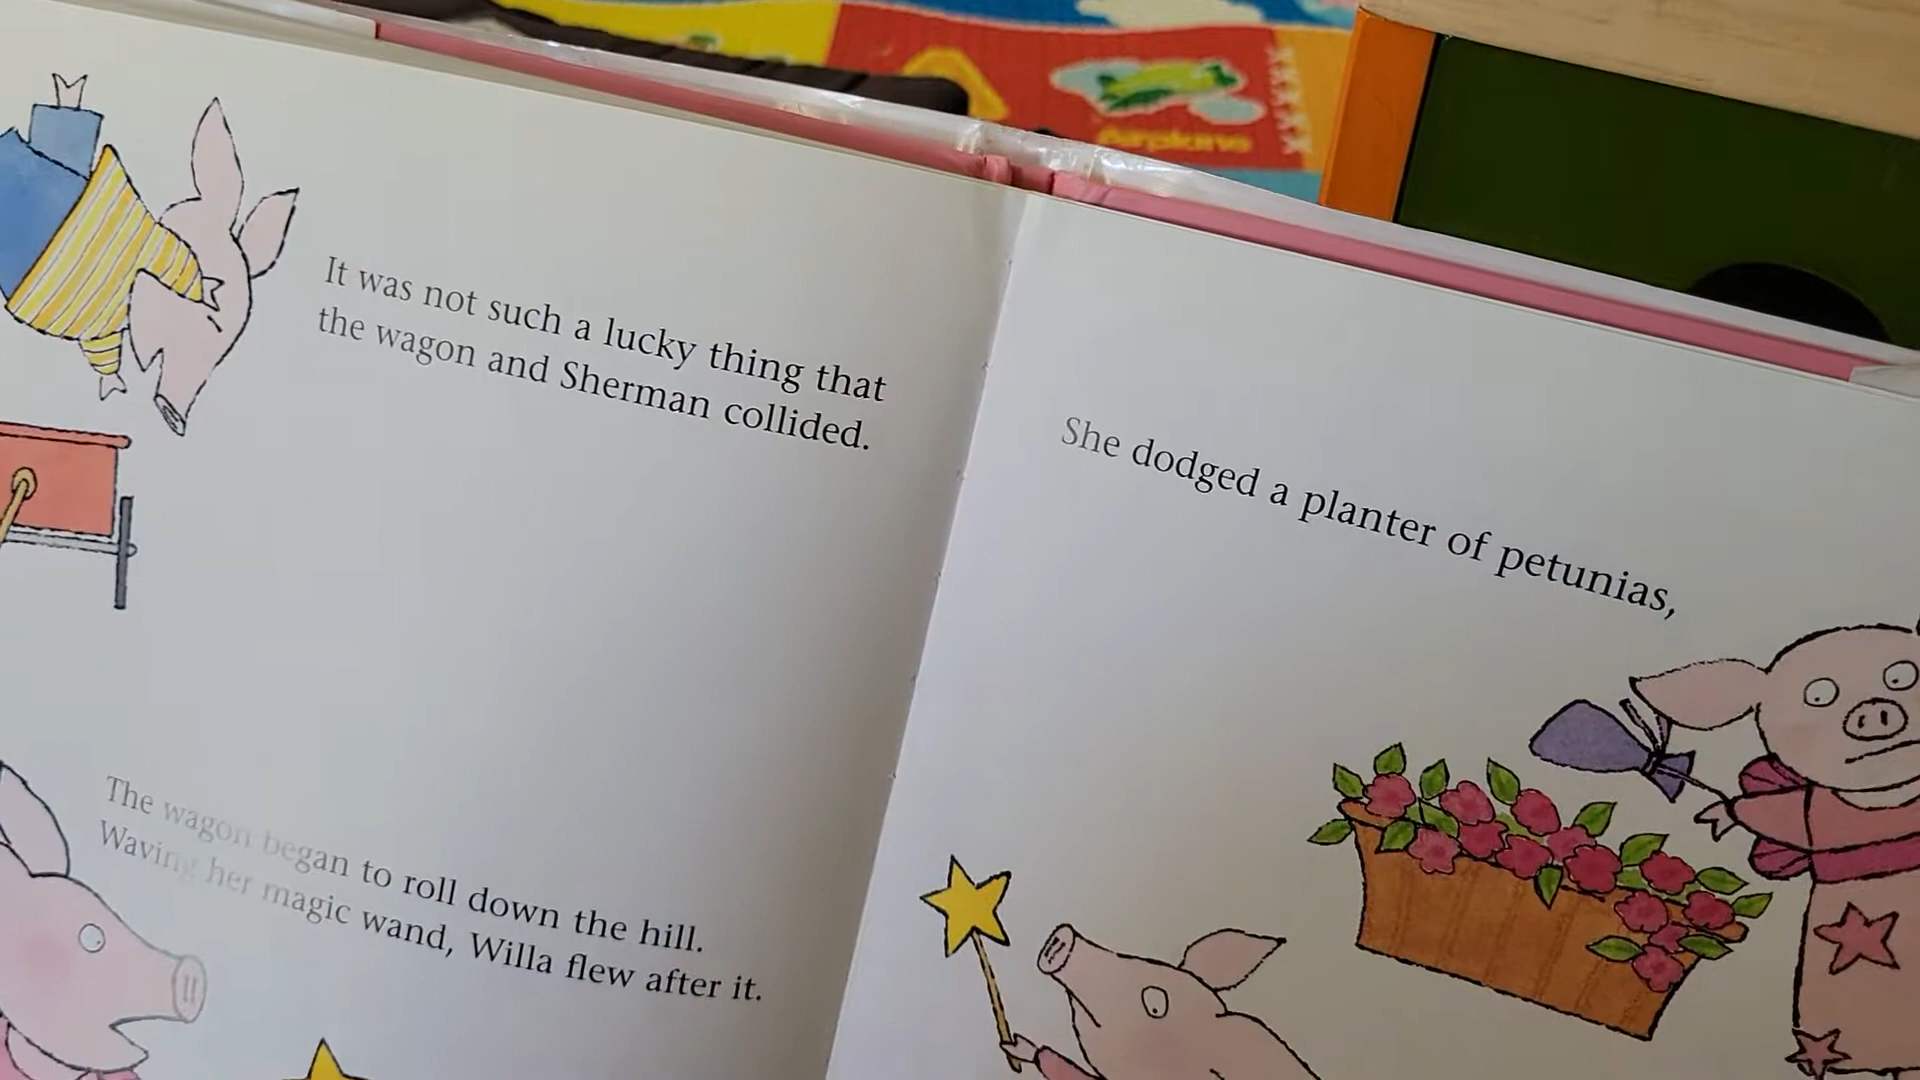 Airplane
It was not such a lucky thing that
the wagon and Sherman collided.
The wagon began to roll down the hill.
Waving her magic wand, Willa flew after it.
She dodged a planter of petunias,